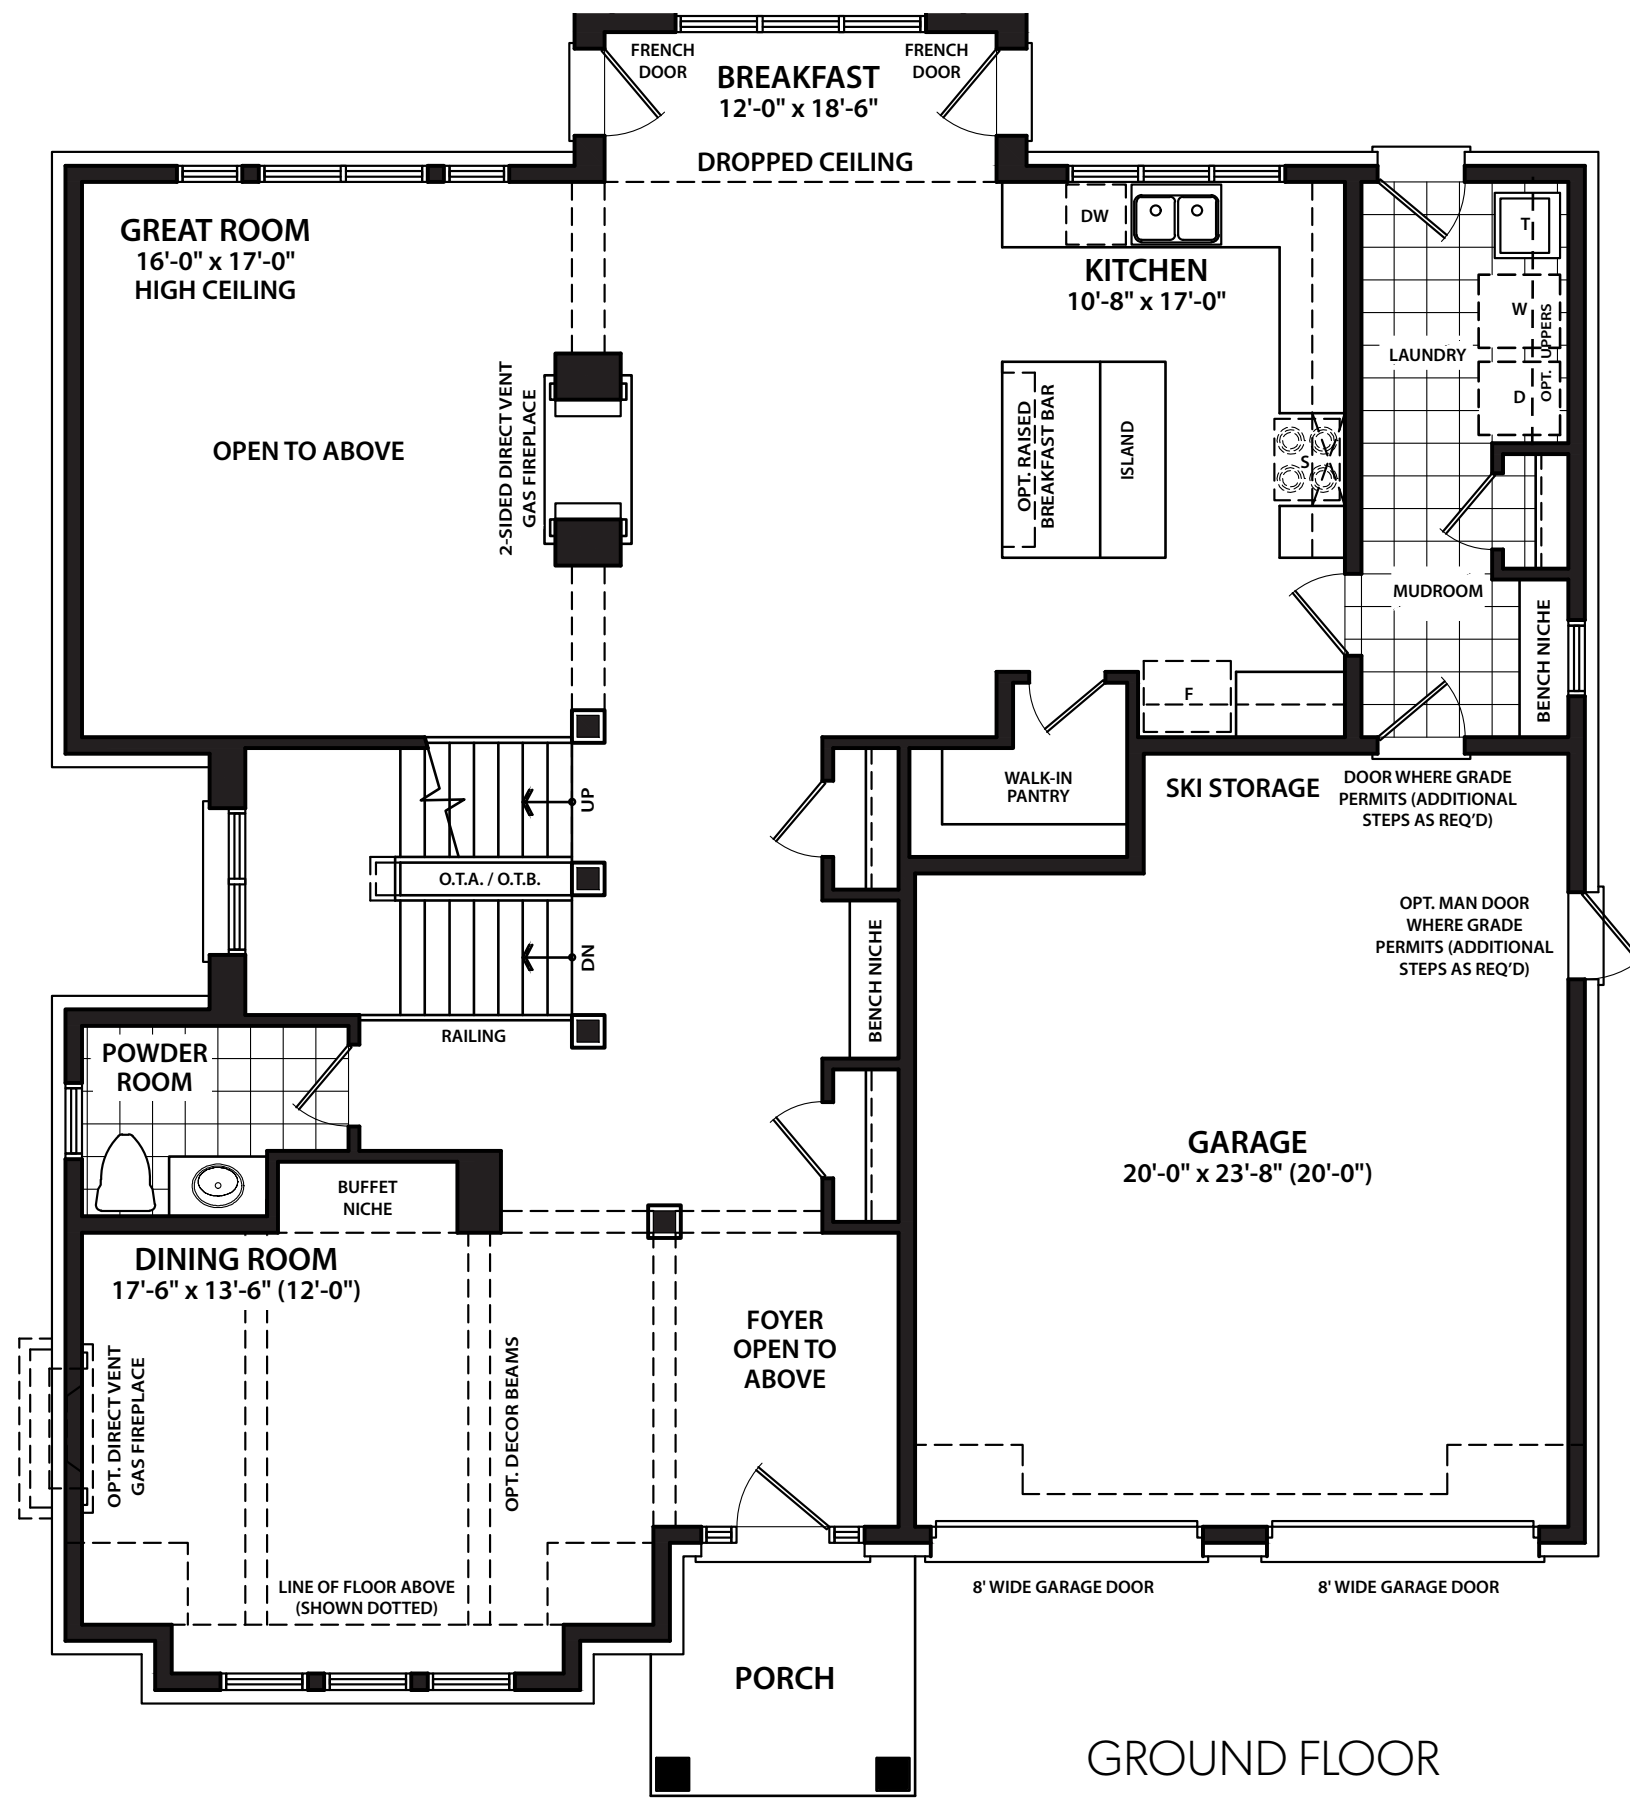 FRENCH
DOOR
BREAKFAST
12'-0" x 18'-6"
FRENCH
DOOR
DROPPED CEILING
GREAT ROOM
16'-0" x 17'-0"
HIGH CEILING
DW
KITCHEN
10'-8" x 17'-0"
T
W
D
OPT. UPPERS
LAUNDRY
OPEN TO ABOVE
2-SIDED DIRECT VENT
GAS FIREPLACE
OPT. RAISED
BREAKFAST BAR
ISLAND
S
MUDROOM
BENCH NICHE
F
WALK-IN
PANTRY
SKI STORAGE
DOOR WHERE GRADE
PERMITS (ADDITIONAL
STEPS AS REQ'D)
UP
O.T.A. / O.T.B.
DN
RAILING
BENCH NICHE
OPT. MAN DOOR
WHERE GRADE
PERMITS (ADDITIONAL
STEPS AS REQ'D)
POWDER
ROOM
GARAGE
20'-0" x 23'-8" (20'-0")
BUFFET
NICHE
DINING ROOM
17'-6" x 13'-6" (12'-0")
FOYER
OPEN TO
ABOVE
OPT. DIRECT VENT
GAS FIREPLACE
OPT. DECOR BEAMS
LINE OF FLOOR ABOVE
(SHOWN DOTTED)
8' WIDE GARAGE DOOR
8' WIDE GARAGE DOOR
PORCH
GROUND FLOOR